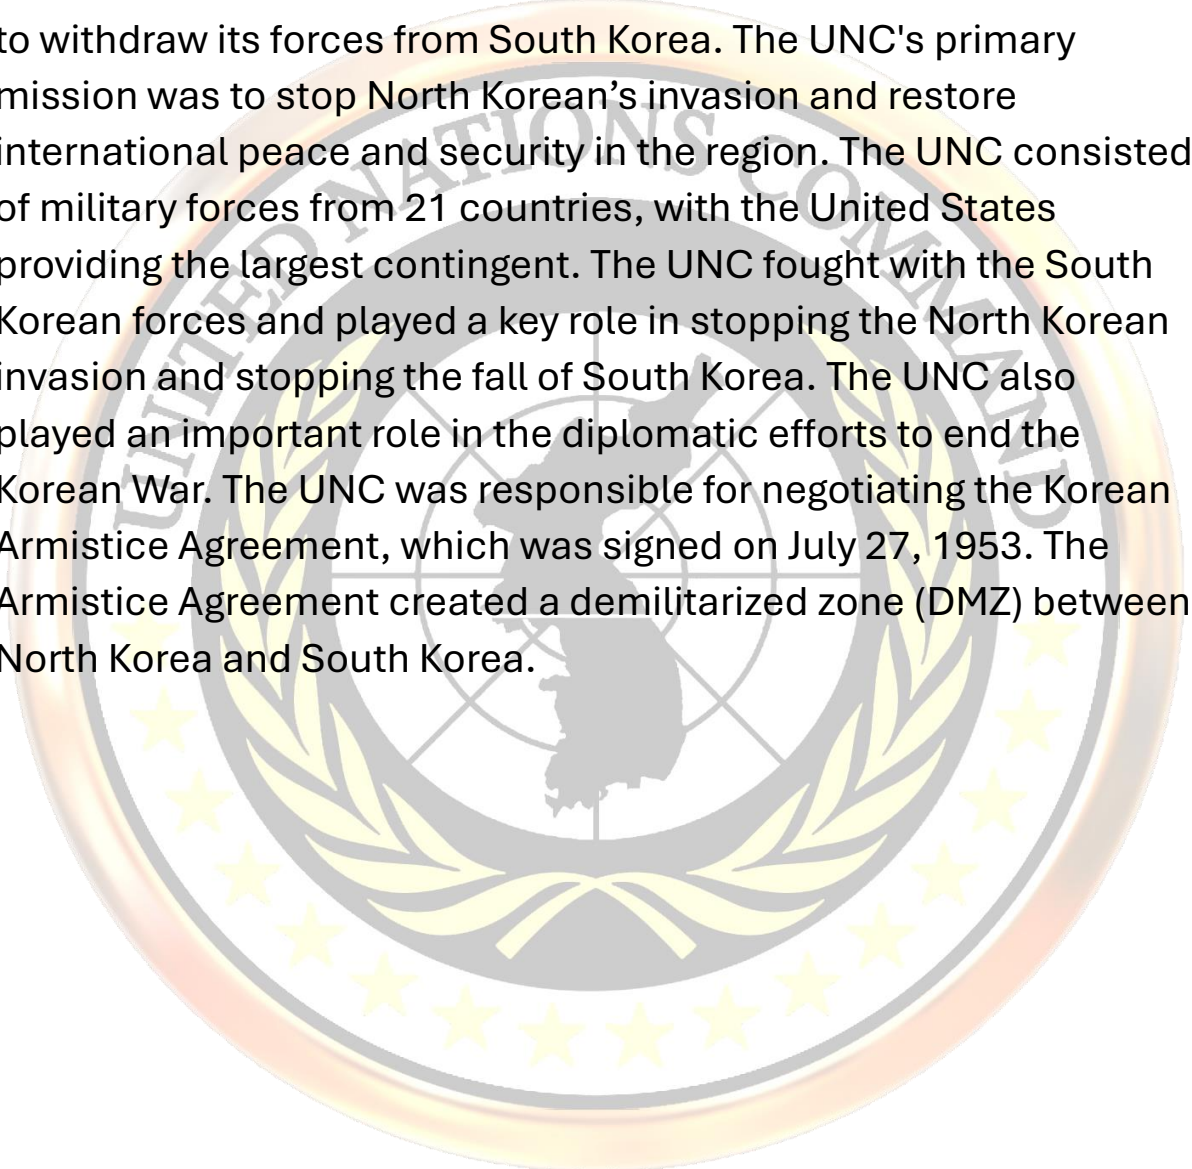 to withdraw its forces from South Korea. The UNC's primary
mission was to stop North Korean’s invasion and restore
international peace and security in the region. The UNC consisted
of military forces from 21 countries, with the United States
providing the largest contingent. The UNC fought with the South
Korean forces and played a key role in stopping the North Korean
invasion and stopping the fall of South Korea. The UNC also
played an important role in the diplomatic efforts to end the
Korean War. The UNC was responsible for negotiating the Korean
Armistice Agreement, which was signed on July 27, 1953. The
Armistice Agreement created a demilitarized zone (DMZ) between
North Korea and South Korea.
UNITED NATIONS COMMAND